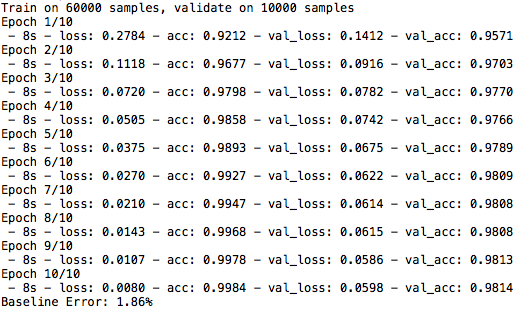 Train on 60000 samples, validate on 10000 samples
Epoch 1/10
 - 8s - loss: 0.2784 - acc: 0.9212 - val_loss: 0.1412 - val_acc: 0.9571
Epoch 2/10
 - 8s - loss: 0.1118 - acc: 0.9677 - val_loss: 0.0916 - val_acc: 0.9703
Epoch 3/10
 - 8s - loss: 0.0720 - acc: 0.9798 - val_loss: 0.0782 - val_acc: 0.9770
Epoch 4/10
 - 8s - loss: 0.0505 - acc: 0.9858 - val_loss: 0.0742 - val_acc: 0.9766
Epoch 5/10
 - 8s - loss: 0.0375 - acc: 0.9893 - val_loss: 0.0675 - val_acc: 0.9789
Epoch 6/10
 - 8s - loss: 0.0270 - acc: 0.9927 - val_loss: 0.0622 - val_acc: 0.9809
Epoch 7/10
 - 8s - loss: 0.0210 - acc: 0.9947 - val_loss: 0.0614 - val_acc: 0.9808
Epoch 8/10
 - 8s - loss: 0.0143 - acc: 0.9968 - val_loss: 0.0615 - val_acc: 0.9808
Epoch 9/10
 - 8s - loss: 0.0107 - acc: 0.9978 - val_loss: 0.0586 - val_acc: 0.9813
Epoch 10/10
 - 8s - loss: 0.0080 - acc: 0.9984 - val_loss: 0.0598 - val_acc: 0.9814
Baseline Error: 1.86%